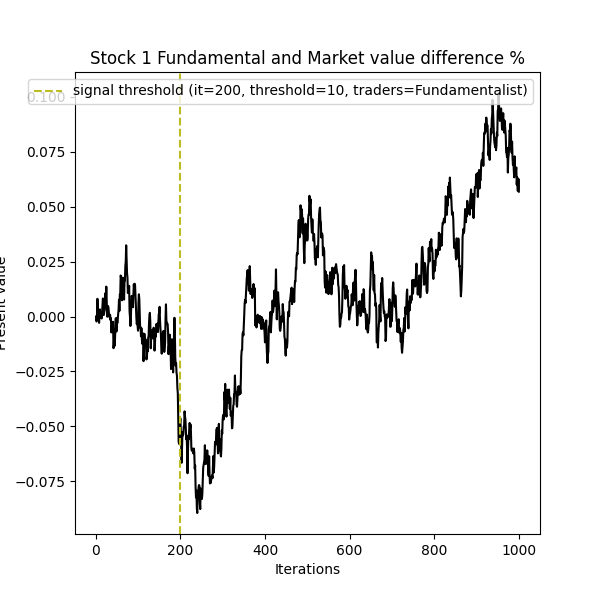 Stock 1 Fundamental and Market value difference %
signal threshold (it=200, threshold=10, traders=Fundamentalist)
0.100
0.075
0.050
0.025
0.000
−0.025
−0.050
−0.075
Present value
0 200 400 600 800 1000
Iterations